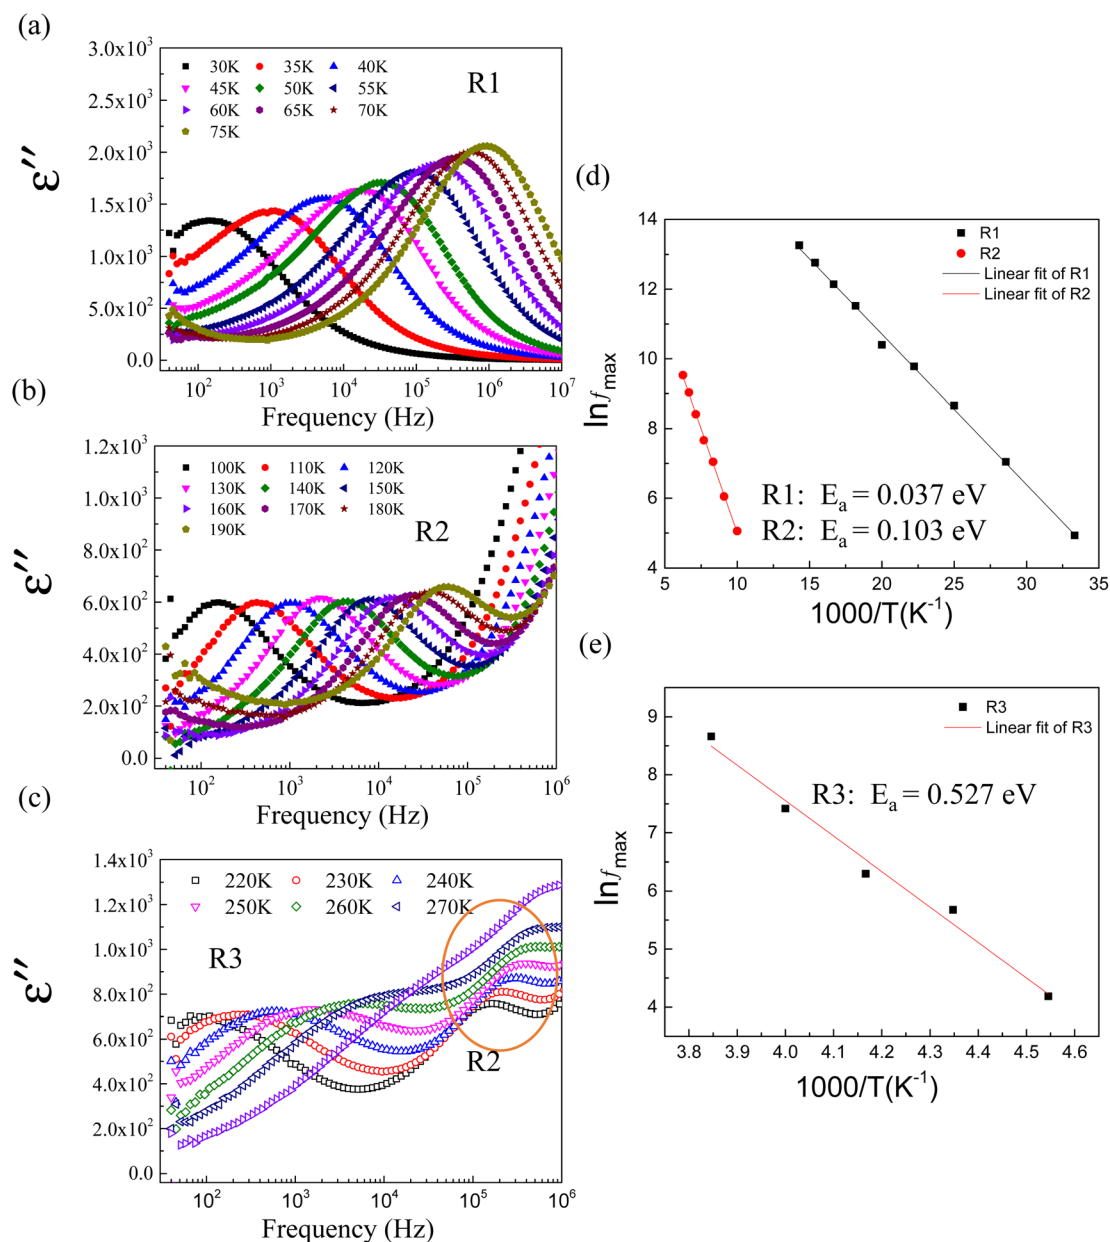 (a)
3.0x10³
2.5x10³
2.0x10³
1.5x10³
1.0x10³
5.0x10²
0.0
ε′′
30K 35K 40K
45K 50K 55K
60K 65K 70K
75K
R1
10² 10³ 10⁴ 10⁵ 10⁶ 10⁷
Frequency (Hz)
(b)
1.2x10³
1.0x10³
8.0x10²
6.0x10²
4.0x10²
2.0x10²
0.0
ε′′
100K 110K 120K
130K 140K 150K
160K 170K 180K
190K
R2
10² 10³ 10⁴ 10⁵ 10⁶
Frequency (Hz)
(c)
1.4x10³
1.2x10³
1.0x10³
8.0x10²
6.0x10²
4.0x10²
2.0x10²
0.0
ε′′
220K 230K 240K
250K 260K 270K
R3
R2
10² 10³ 10⁴ 10⁵ 10⁶
Frequency (Hz)
(d)
14
12
10
8
6
4
lnfₘₐₓ
R1
R2
Linear fit of R1
Linear fit of R2
R1: Eₐ = 0.037 eV
R2: Eₐ = 0.103 eV
5 10 15 20 25 30 35
1000/T(K⁻¹)
(e)
9
8
7
6
5
4
lnfₘₐₓ
R3
Linear fit of R3
R3: Eₐ = 0.527 eV
3.8 3.9 4.0 4.1 4.2 4.3 4.4 4.5 4.6
1000/T(K⁻¹)